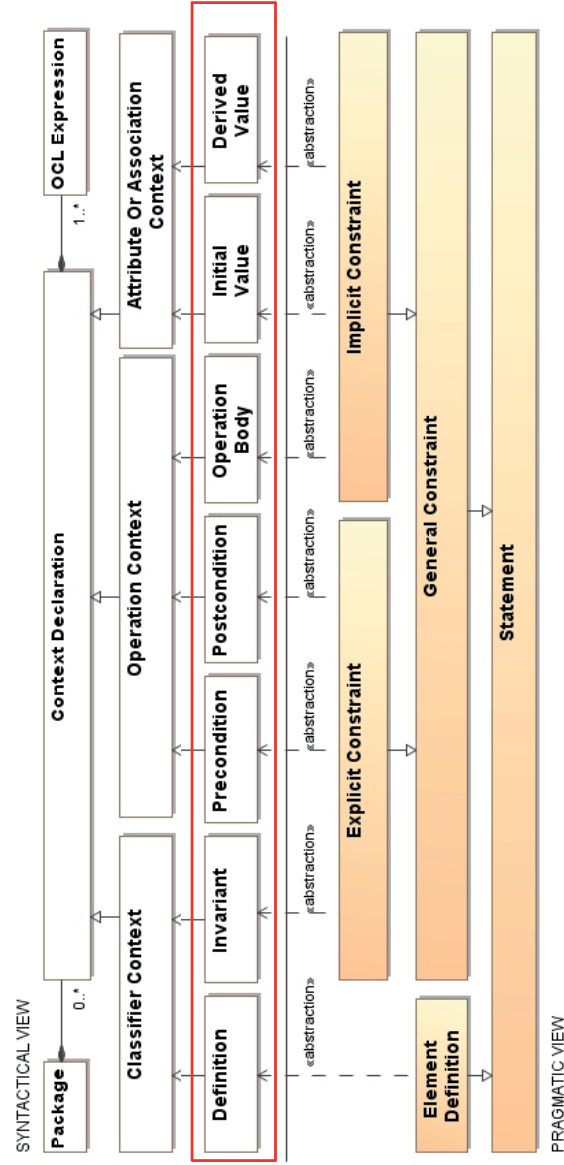 SYNTACTICAL VIEW
Package
0..*
Context Declaration
1..*
OCL Expression
Classifier Context
Operation Context
Attribute Or Association
Context
Definition
Invariant
Precondition
Postcondition
Operation
Body
Initial
Value
Derived
Value
«abstraction»
«abstraction»
«abstraction»
«abstraction»
«abstraction»
«abstraction»
«abstraction»
Explicit Constraint
Implicit Constraint
Element
Definition
General Constraint
Statement
PRAGMATIC VIEW